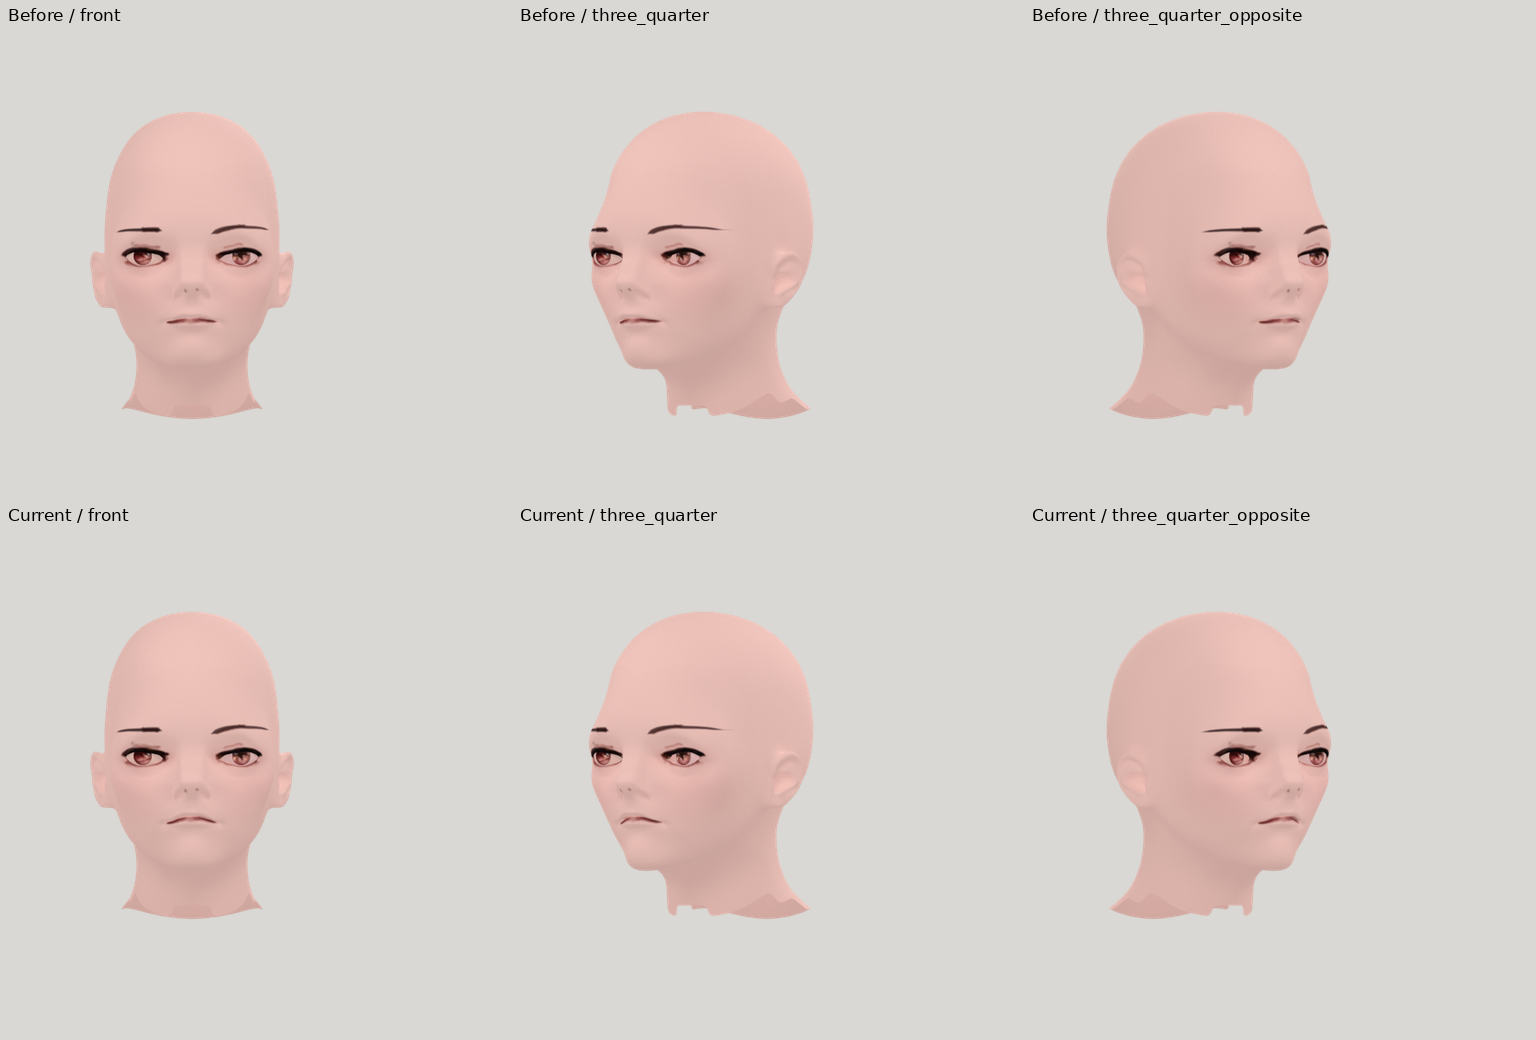 Before / front
Before / three_quarter
Before / three_quarter_opposite
Current / front
Current / three_quarter
Current / three_quarter_opposite